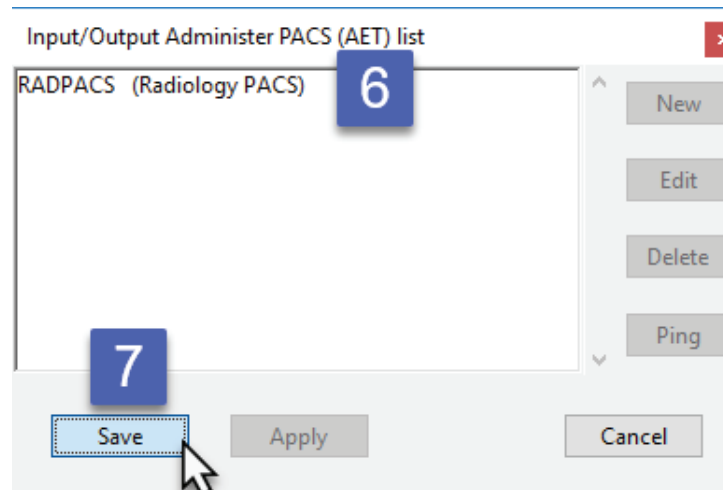 Input/Output Administer PACS (AET) list
x
RADPACS (Radiology PACS)
6
New
Edit
Delete
Ping
7
Save
Apply
Cancel